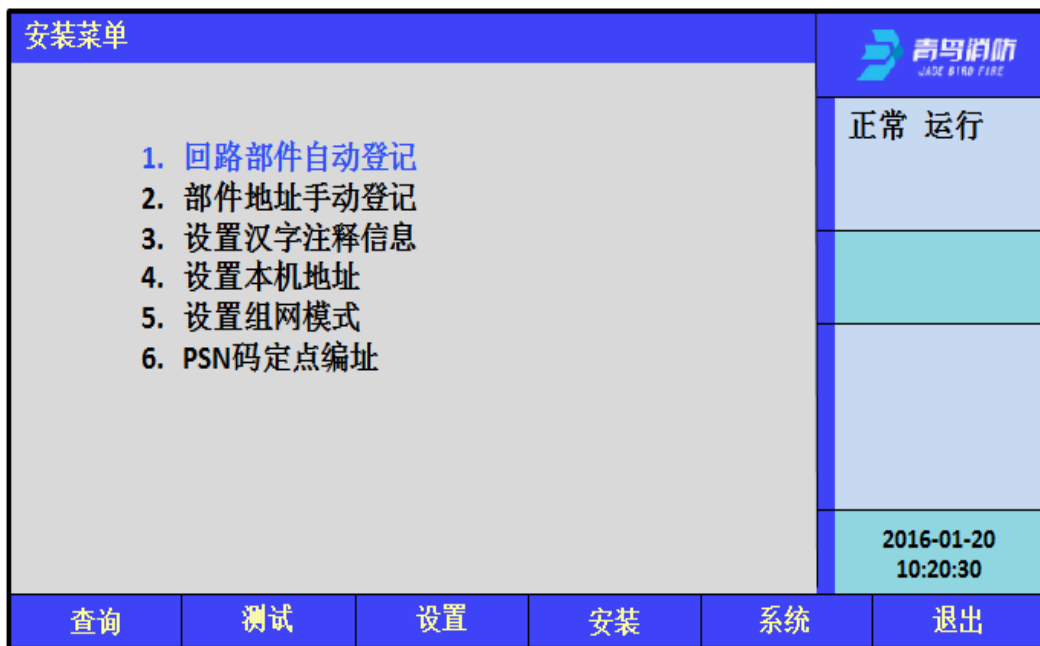 安装菜单
青鸟消防
JADE BIRD FIRE
正常 运行
1. 回路部件自动登记
2. 部件地址手动登记
3. 设置汉字注释信息
4. 设置本机地址
5. 设置组网模式
6. PSN码定点编址
2016-01-20
10:20:30
查询 测试 设置 安装 系统 退出